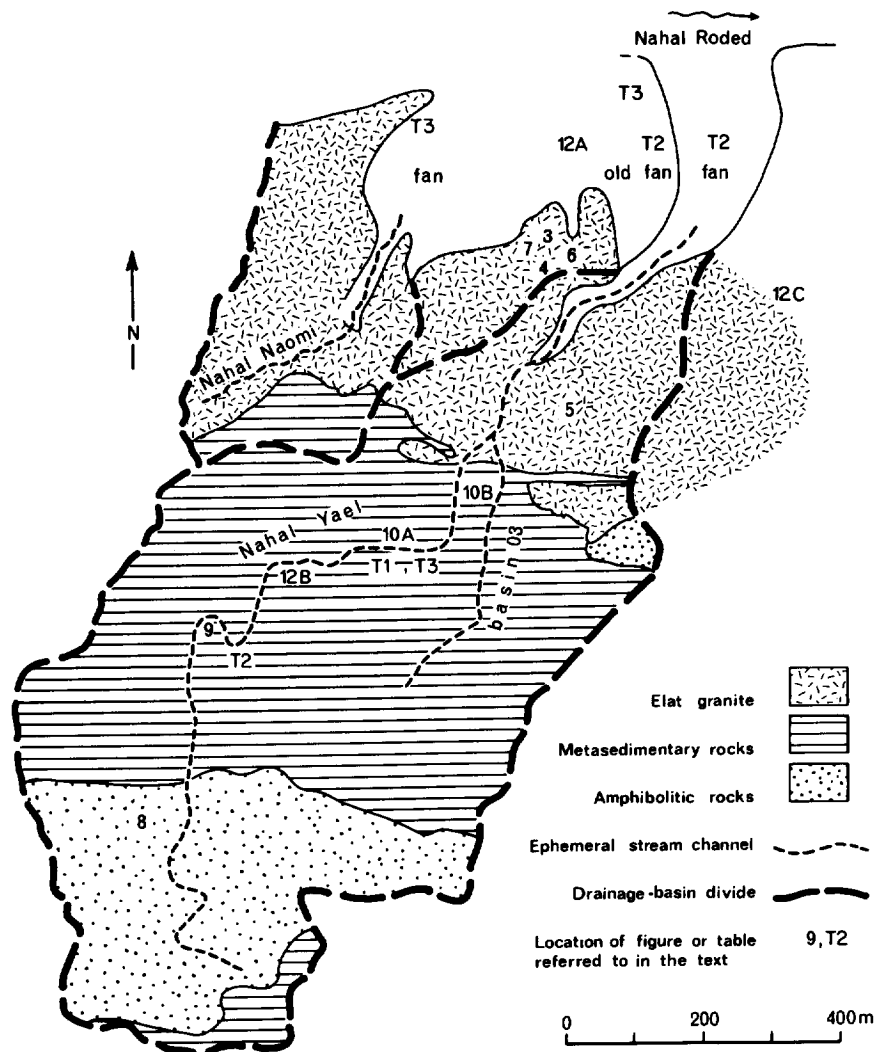 Nahal Roded
T3
T3
12A
T2
T2
fan
old fan
fan
3
7
6
4
12C
N
Nahal Naomi
5
10B
Nahal Yael
10A
basin 03
12B
T1, T3
9
T2
Elat granite
Metasedimentary rocks
Amphibolitic rocks
8
Ephemeral stream channel
Drainage-basin divide
Location of figure or table
9,T2
referred to in the text
0 200 400 m